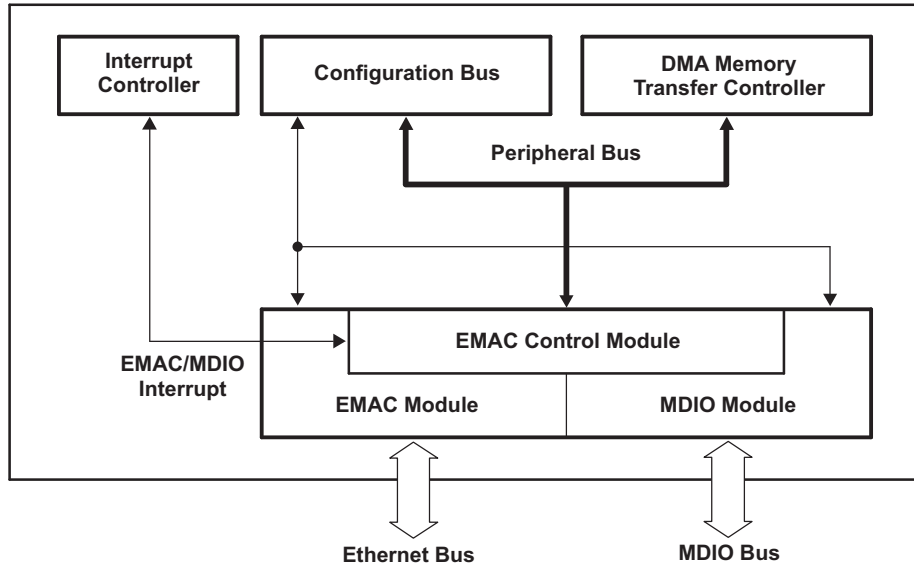 Interrupt
Controller
Configuration Bus
DMA Memory
Transfer Controller
Peripheral Bus
EMAC Control Module
EMAC/MDIO
Interrupt
EMAC Module
MDIO Module
Ethernet Bus
MDIO Bus